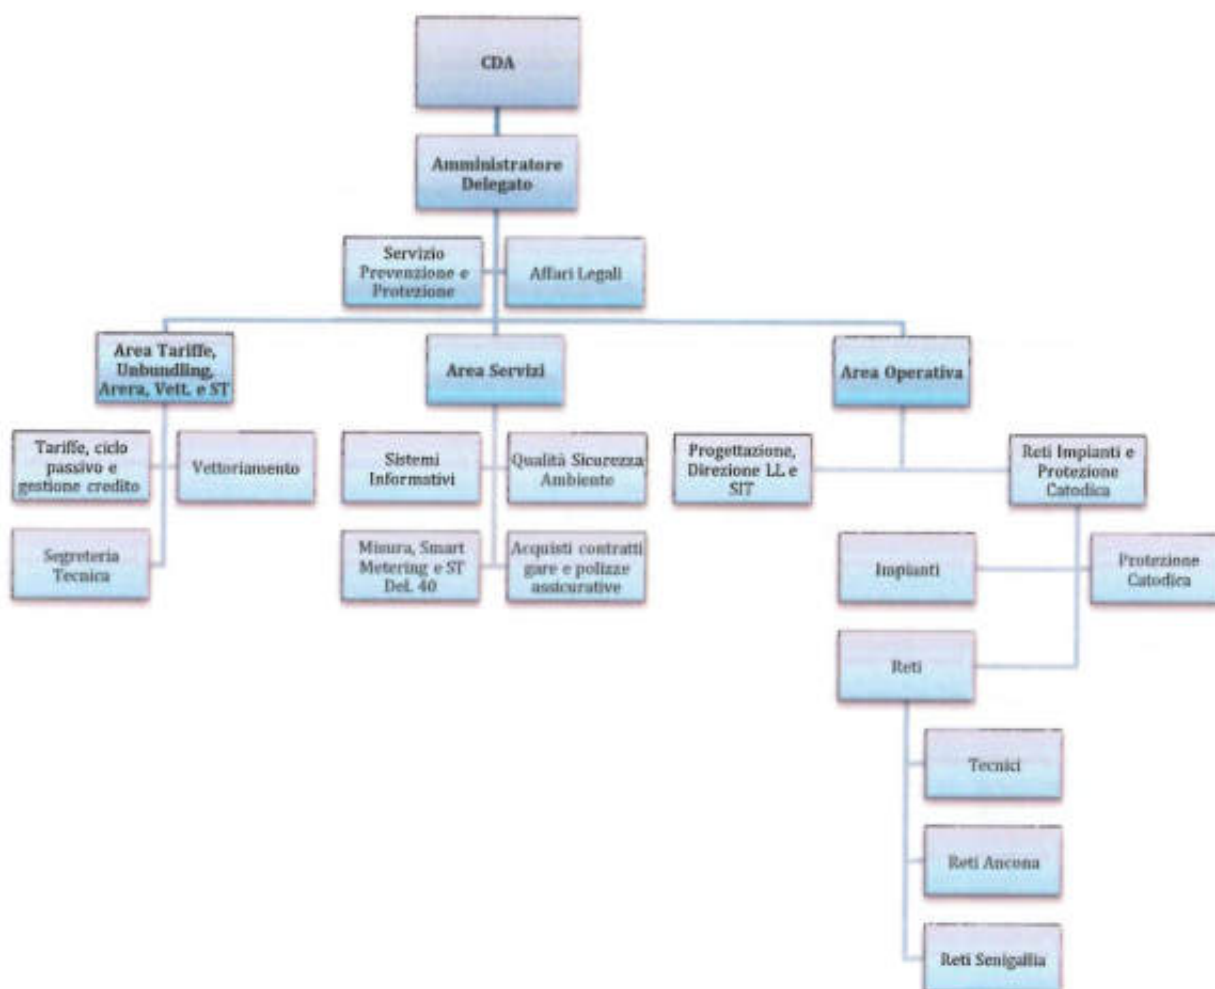 CDA
Amministratore
Delegato
Servizio
Prevenzione e
Protezione
Affari Legali
Area Tariffe,
Unbundling,
Arera, Vett. e ST
Area Servizi
Area Operativa
Tariffe, ciclo
passivo e
gestione credito
Vettoriamento
Sistemi
Informativi
Qualità Sicurezza
Ambiente
Progettazione,
Direzione LL e
SIT
Reti Impianti e
Protezione
Catodica
Segreteria
Tecnica
Misura, Smart
Metering e ST
Del. 40
Acquisti contratti
gare e polizze
assicurative
Impianti
Protezione
Catodica
Reti
Tecnici
Reti Ancona
Reti Senigallia